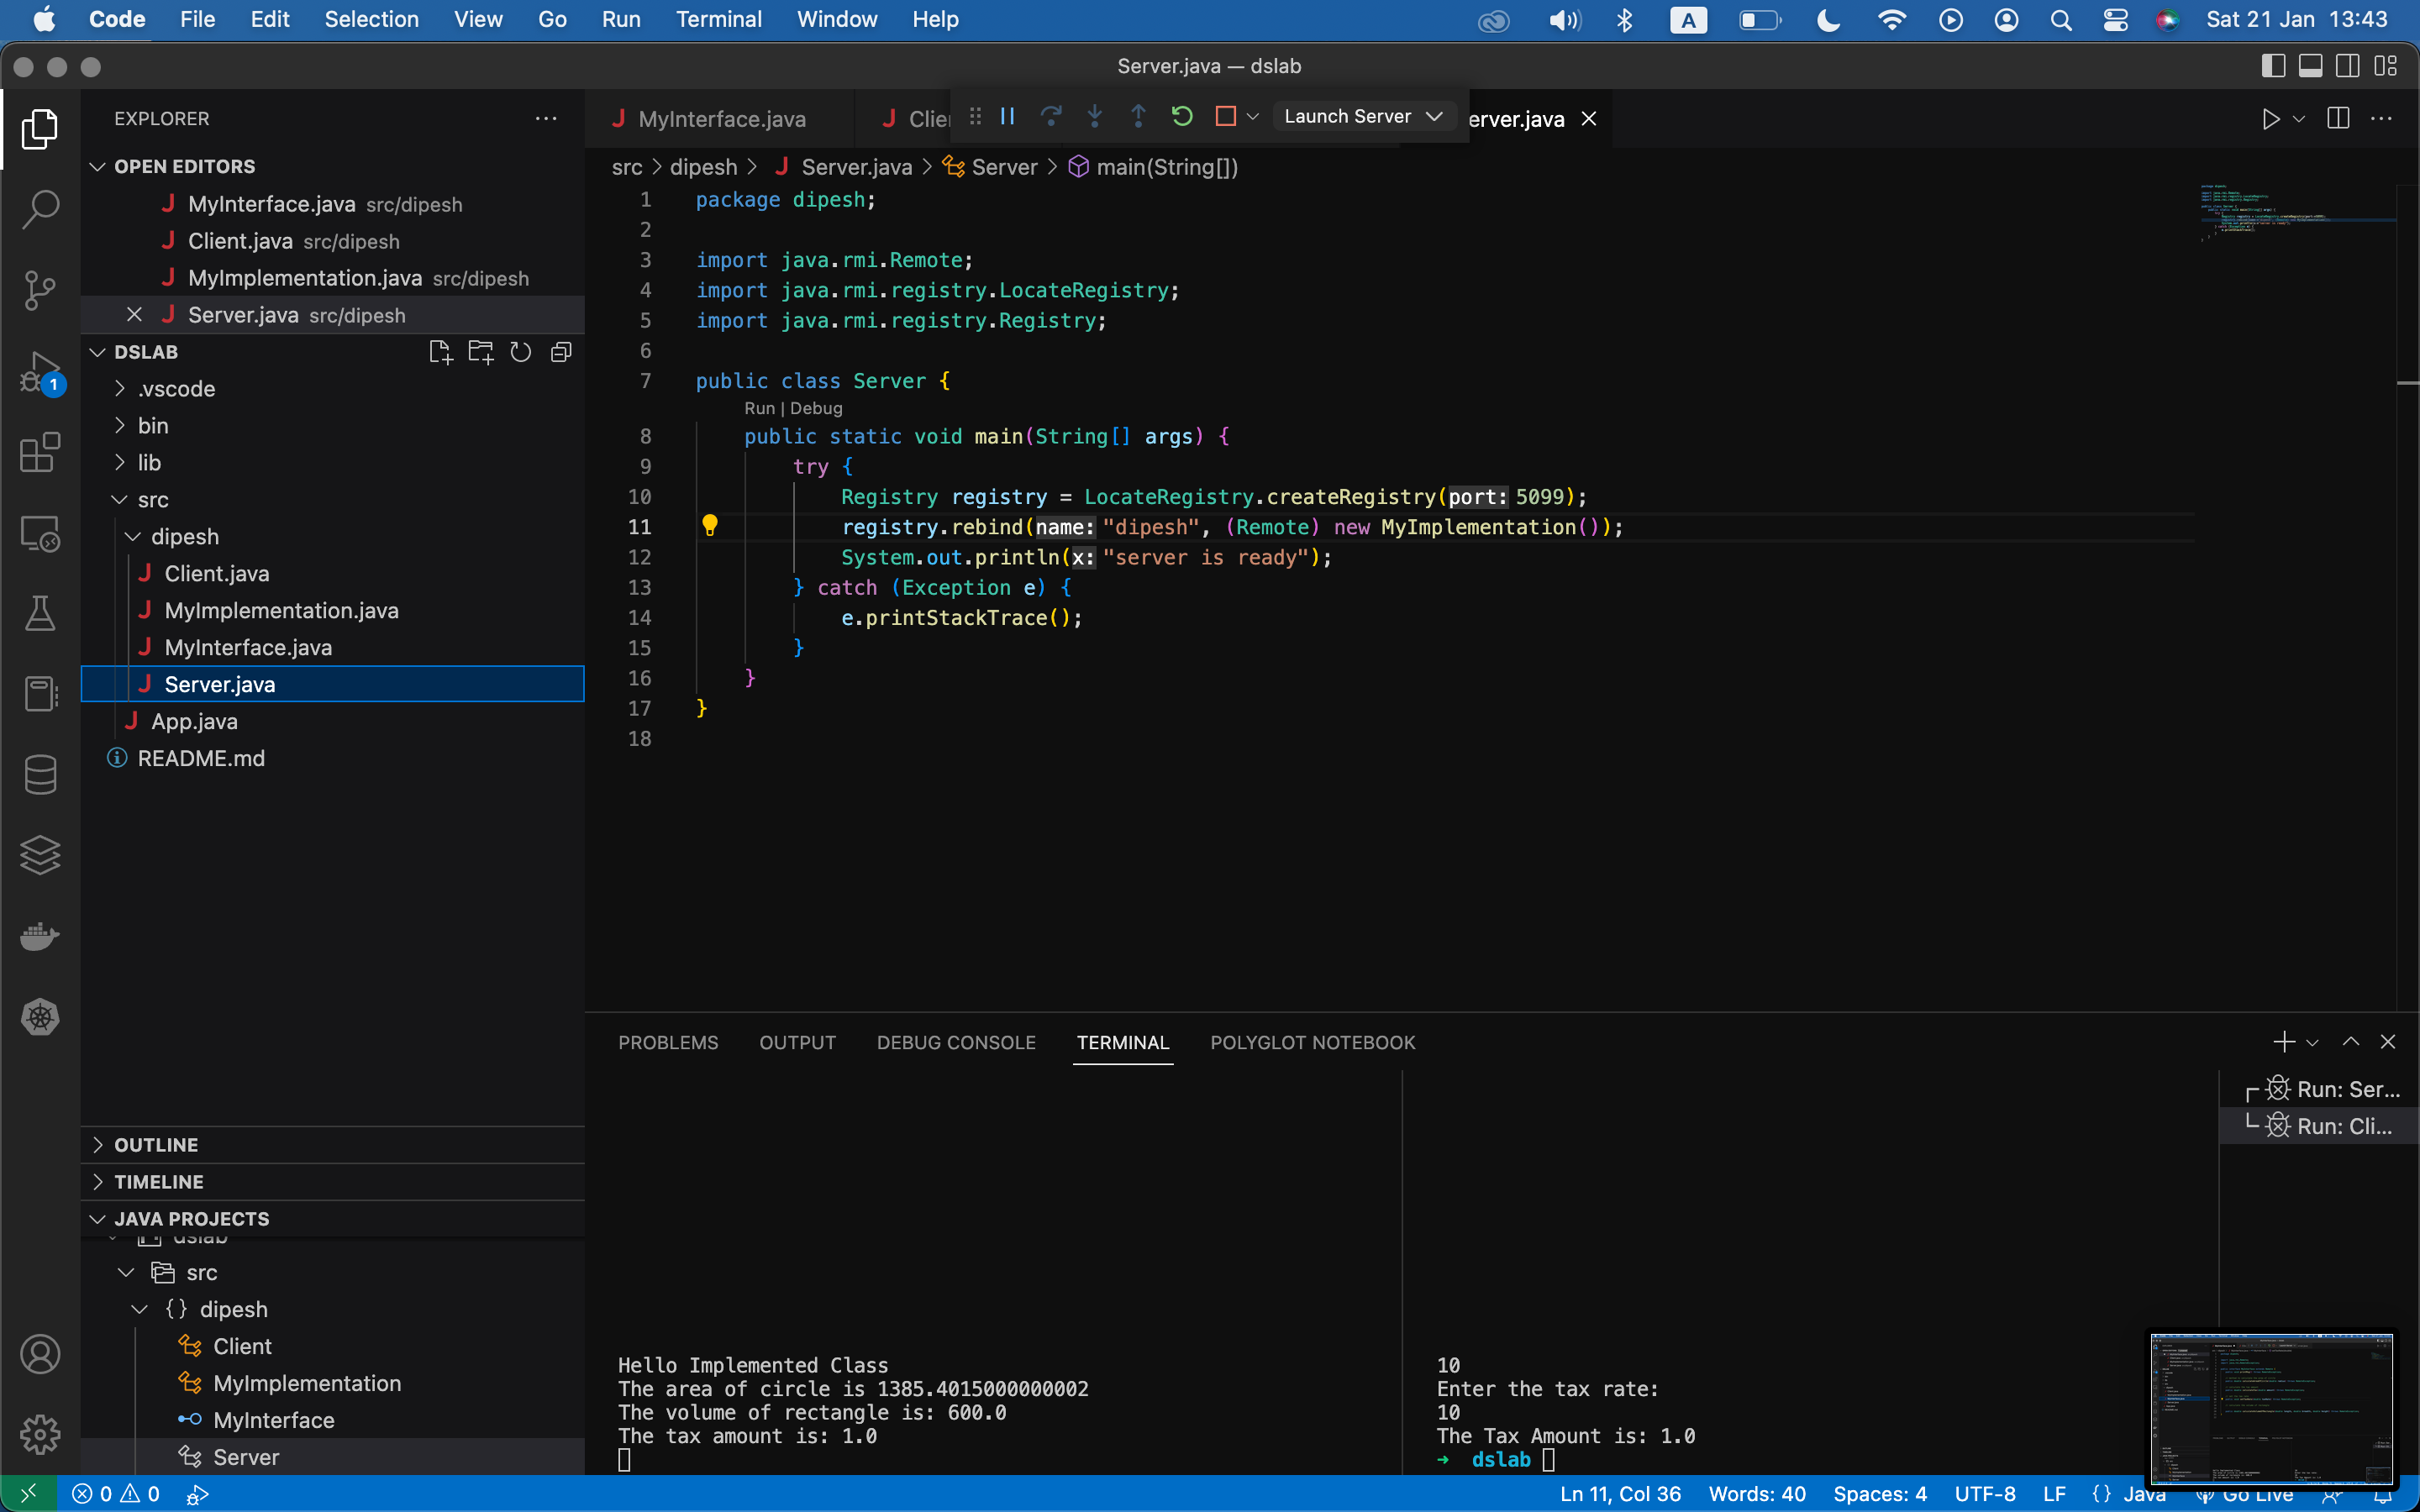 Code File Edit Selection View Go Run Terminal Window Help A Sat 21 Jan 13:43
Server.java — dslab
EXPLORER
OPEN EDITORS
MyInterface.java src/dipesh
Client.java src/dipesh
MyImplementation.java src/dipesh
Server.java src/dipesh
DSLAB
.vscode
bin
lib
src
dipesh
Client.java
MyImplementation.java
MyInterface.java
Server.java
App.java
README.md
1
OUTLINE
TIMELINE
JAVA PROJECTS
dslab
src
{} dipesh
Client
MyImplementation
MyInterface
Server
MyInterface.java Clie Launch Server erver.java
src > dipesh > Server.java > Server > main(String[])
1 package dipesh;
2
3 import java.rmi.Remote;
4 import java.rmi.registry.LocateRegistry;
5 import java.rmi.registry.Registry;
6
7 public class Server {
Run | Debug
8 public static void main(String[] args) {
9 try {
10 Registry registry = LocateRegistry.createRegistry(port: 5099);
11 registry.rebind(name: "dipesh", (Remote) new MyImplementation());
12 System.out.println(x: "server is ready");
13 } catch (Exception e) {
14 e.printStackTrace();
15 }
16 }
17 }
18
PROBLEMS OUTPUT DEBUG CONSOLE TERMINAL POLYGLOT NOTEBOOK
Hello Implemented Class
The area of circle is 1385.4015000000002
The volume of rectangle is: 600.0
The tax amount is: 1.0
10
Enter the tax rate:
10
The Tax Amount is: 1.0
➜ dslab
Run: Ser...
Run: Cli...
0 0 Ln 11, Col 36 Words: 40 Spaces: 4 UTF-8 LF {} Java Go Live